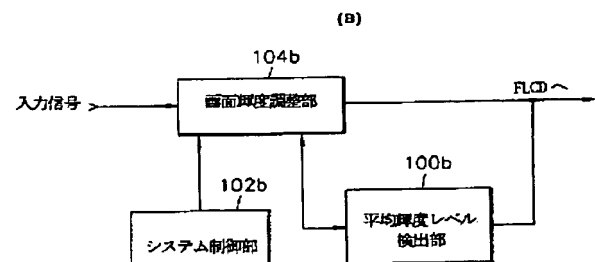 (B)
104b
入力信号
画面輝度調整部
FLCDへ
100b
102b
平均輝度レベル
検出部
システム制御部